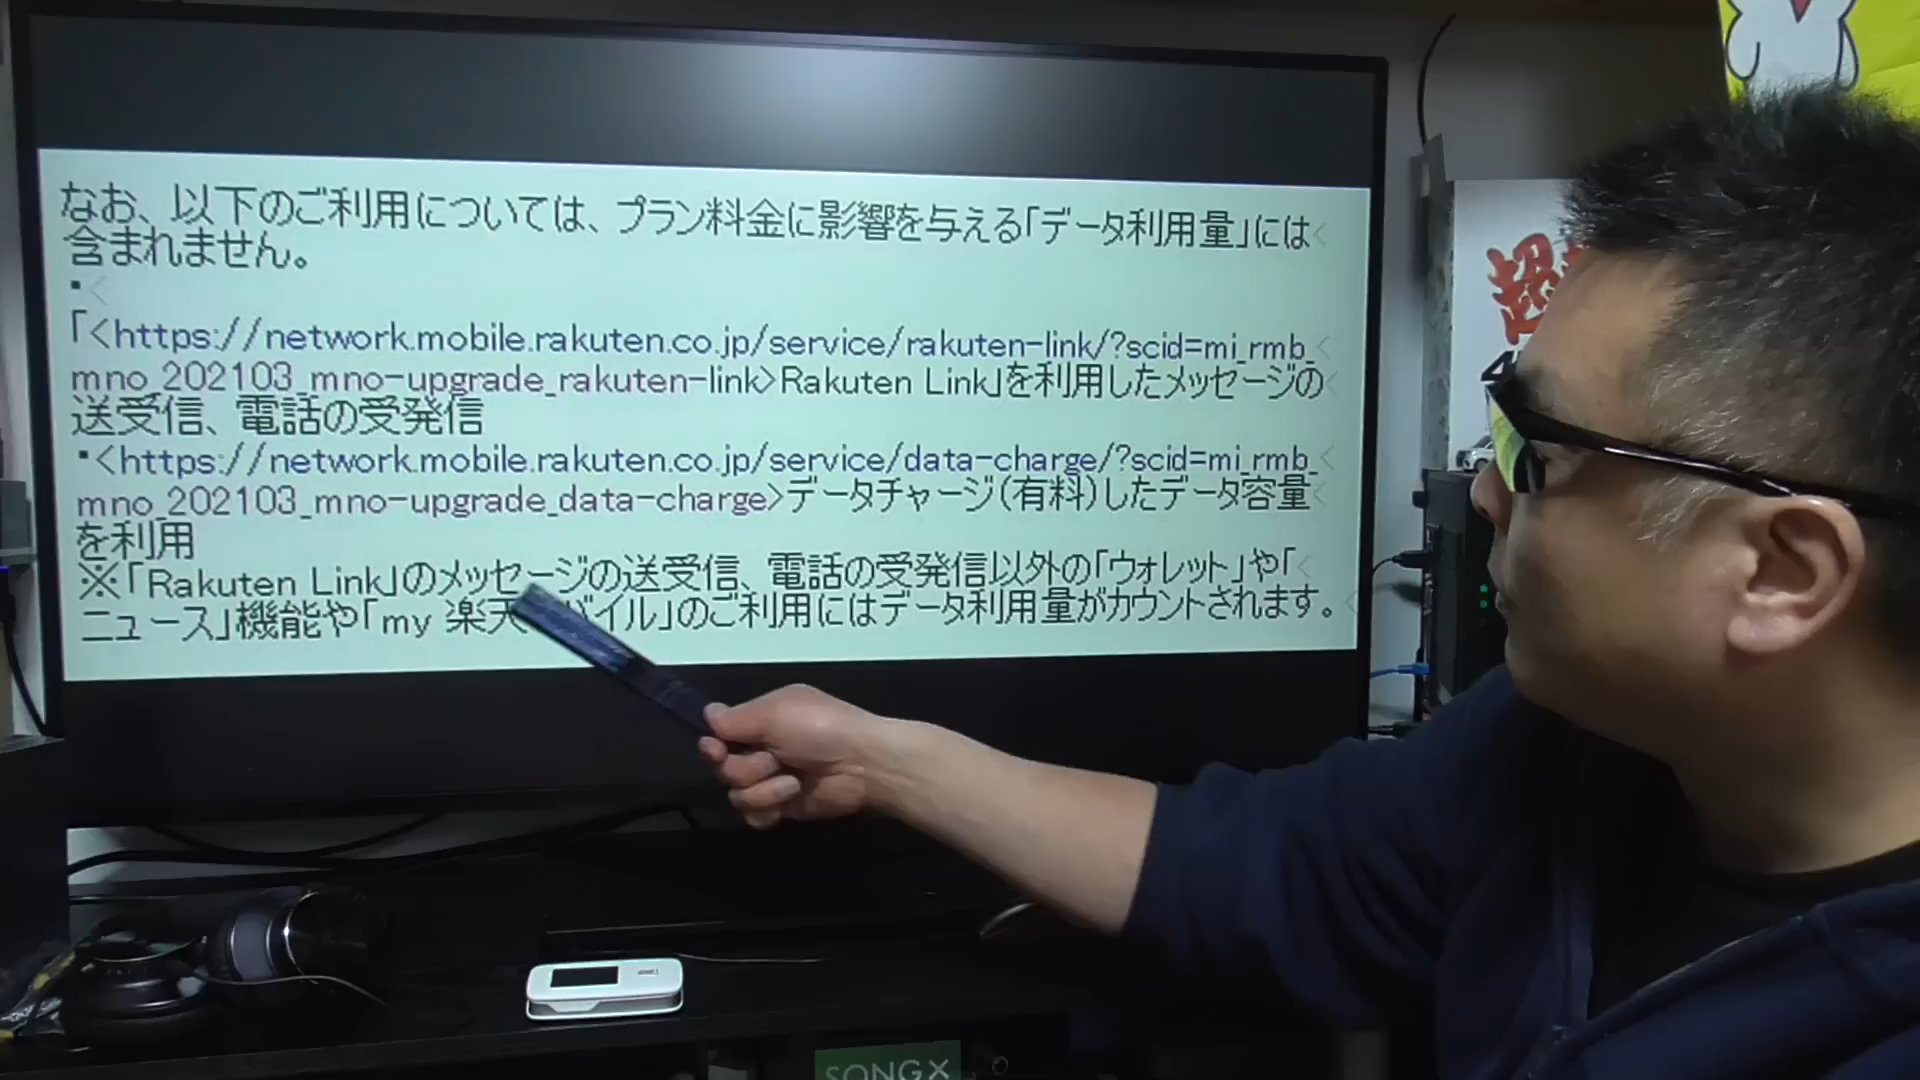 なお、以下のご利用については、プラン料金に影響を与える「データ利用量」には
含まれません。
・
「<https://network.mobile.rakuten.co.jp/service/rakuten-link/?scid=mi_rmb_
mno_202103_mno-upgrade_rakuten-link>Rakuten Link」を利用したメッセージの
送受信、電話の受発信
・<https://network.mobile.rakuten.co.jp/service/data-charge/?scid=mi_rmb_
mno_202103_mno-upgrade_data-charge>データチャージ(有料)したデータ容量
を利用
※「Rakuten Link」のメッセージの送受信、電話の受発信以外の「ウォレット」や「
ニュース」機能や「my 楽天 バイル」のご利用にはデータ利用量がカウントされます。
超
SONGX